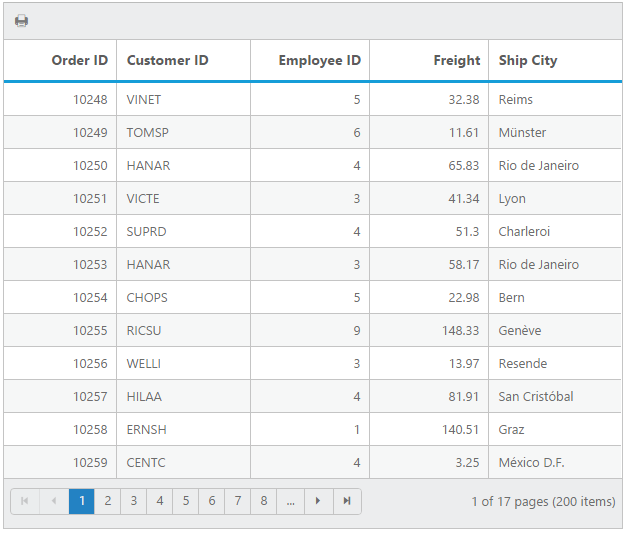 Order ID Customer ID Employee ID Freight Ship City
10248 VINET 5 32.38 Reims
10249 TOMSP 6 11.61 Münster
10250 HANAR 4 65.83 Rio de Janeiro
10251 VICTE 3 41.34 Lyon
10252 SUPRD 4 51.3 Charleroi
10253 HANAR 3 58.17 Rio de Janeiro
10254 CHOPS 5 22.98 Bern
10255 RICSU 9 148.33 Genève
10256 WELLI 3 13.97 Resende
10257 HILAA 4 81.91 San Cristóbal
10258 ERNSH 1 140.51 Graz
10259 CENTC 4 3.25 México D.F.
1 2 3 4 5 6 7 8 ... 1 of 17 pages (200 items)